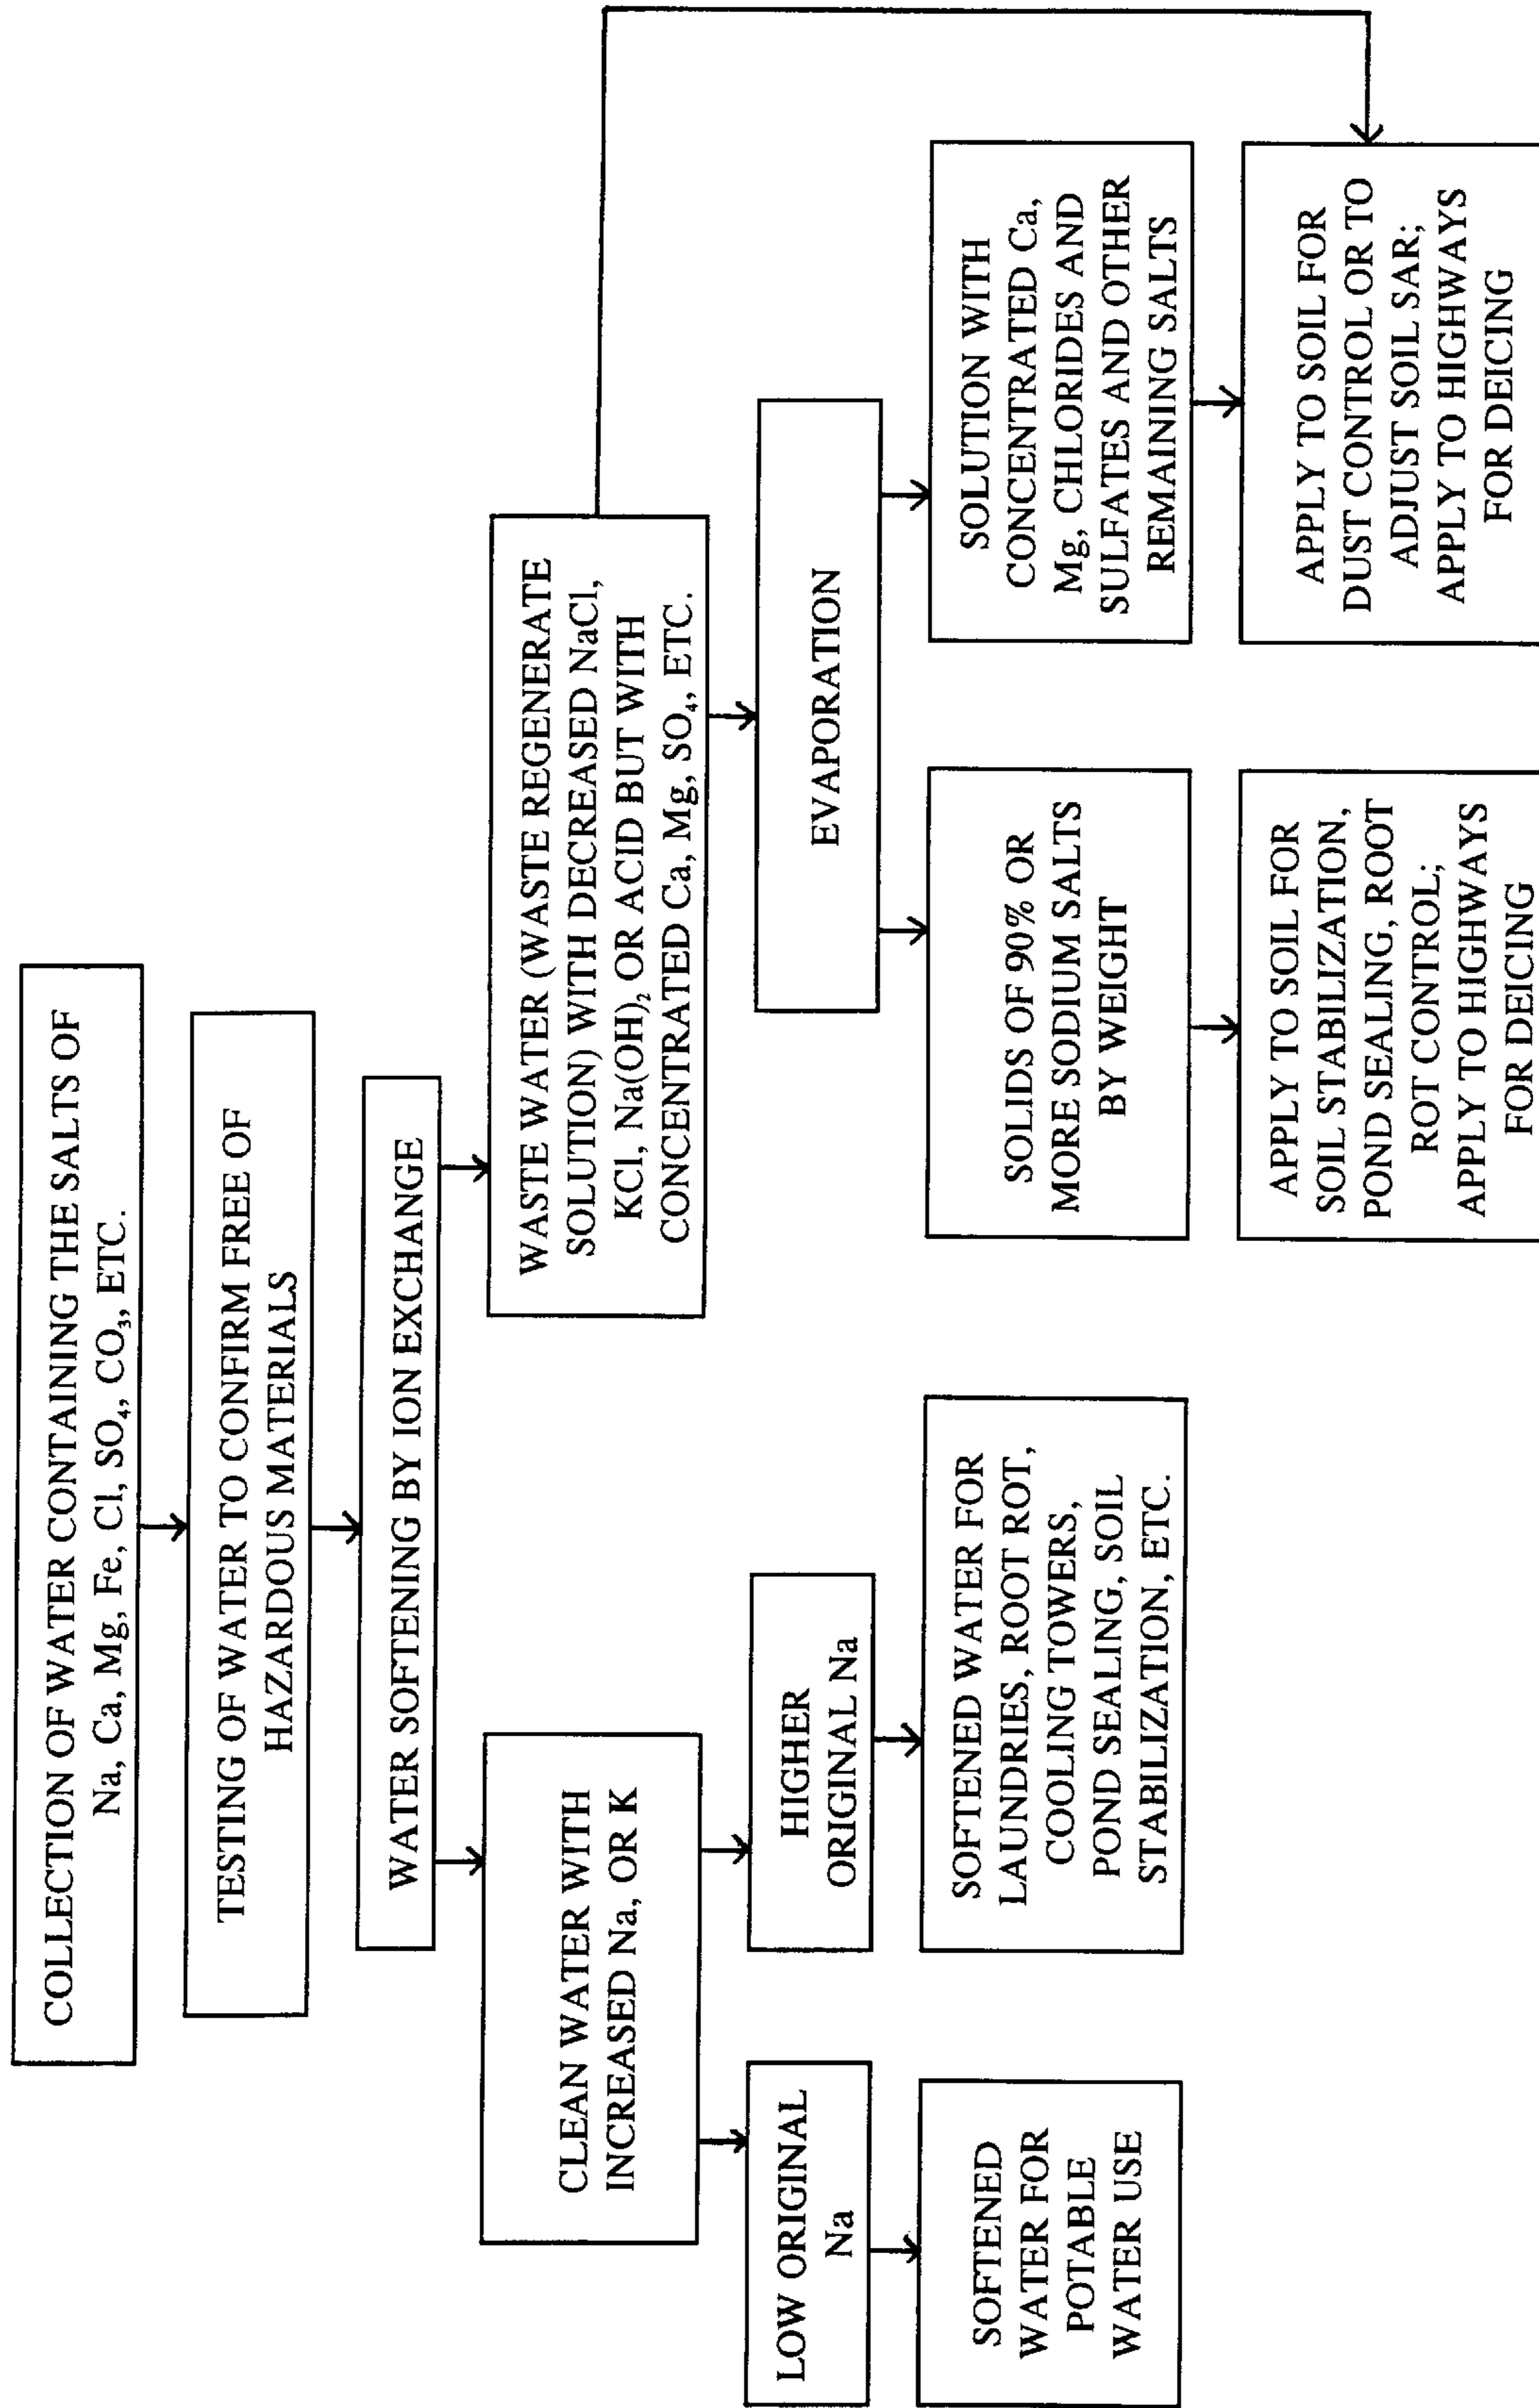 COLLECTION OF WATER CONTAINING THE SALTS OF
Na, Ca, Mg, Fe, Cl, SO₄, CO₃, ETC.
TESTING OF WATER TO CONFIRM FREE OF
HAZARDOUS MATERIALS
WATER SOFTENING BY ION EXCHANGE
CLEAN WATER WITH
INCREASED Na, OR K
WASTE WATER (WASTE REGENERATE
SOLUTION) WITH DECREASED NaCl,
KCl, Na(OH)₂ OR ACID BUT WITH
CONCENTRATED Ca, Mg, SO₄, ETC.
LOW ORIGINAL
Na
HIGHER
ORIGINAL Na
EVAPORATION
SOFTENED
WATER FOR
POTABLE
WATER USE
SOFTENED WATER FOR
LAUNDRIES, ROOT ROT,
COOLING TOWERS,
POND SEALING, SOIL
STABILIZATION, ETC.
SOLIDS OF 90% OR
MORE SODIUM SALTS
BY WEIGHT
SOLUTION WITH
CONCENTRATED Ca,
Mg, CHLORIDES AND
SULFATES AND OTHER
REMAINING SALTS
APPLY TO SOIL FOR
SOIL STABILIZATION,
POND SEALING, ROOT
ROT CONTROL;
APPLY TO HIGHWAYS
FOR DEICING
APPLY TO SOIL FOR
DUST CONTROL OR TO
ADJUST SOIL SAR;
APPLY TO HIGHWAYS
FOR DEICING